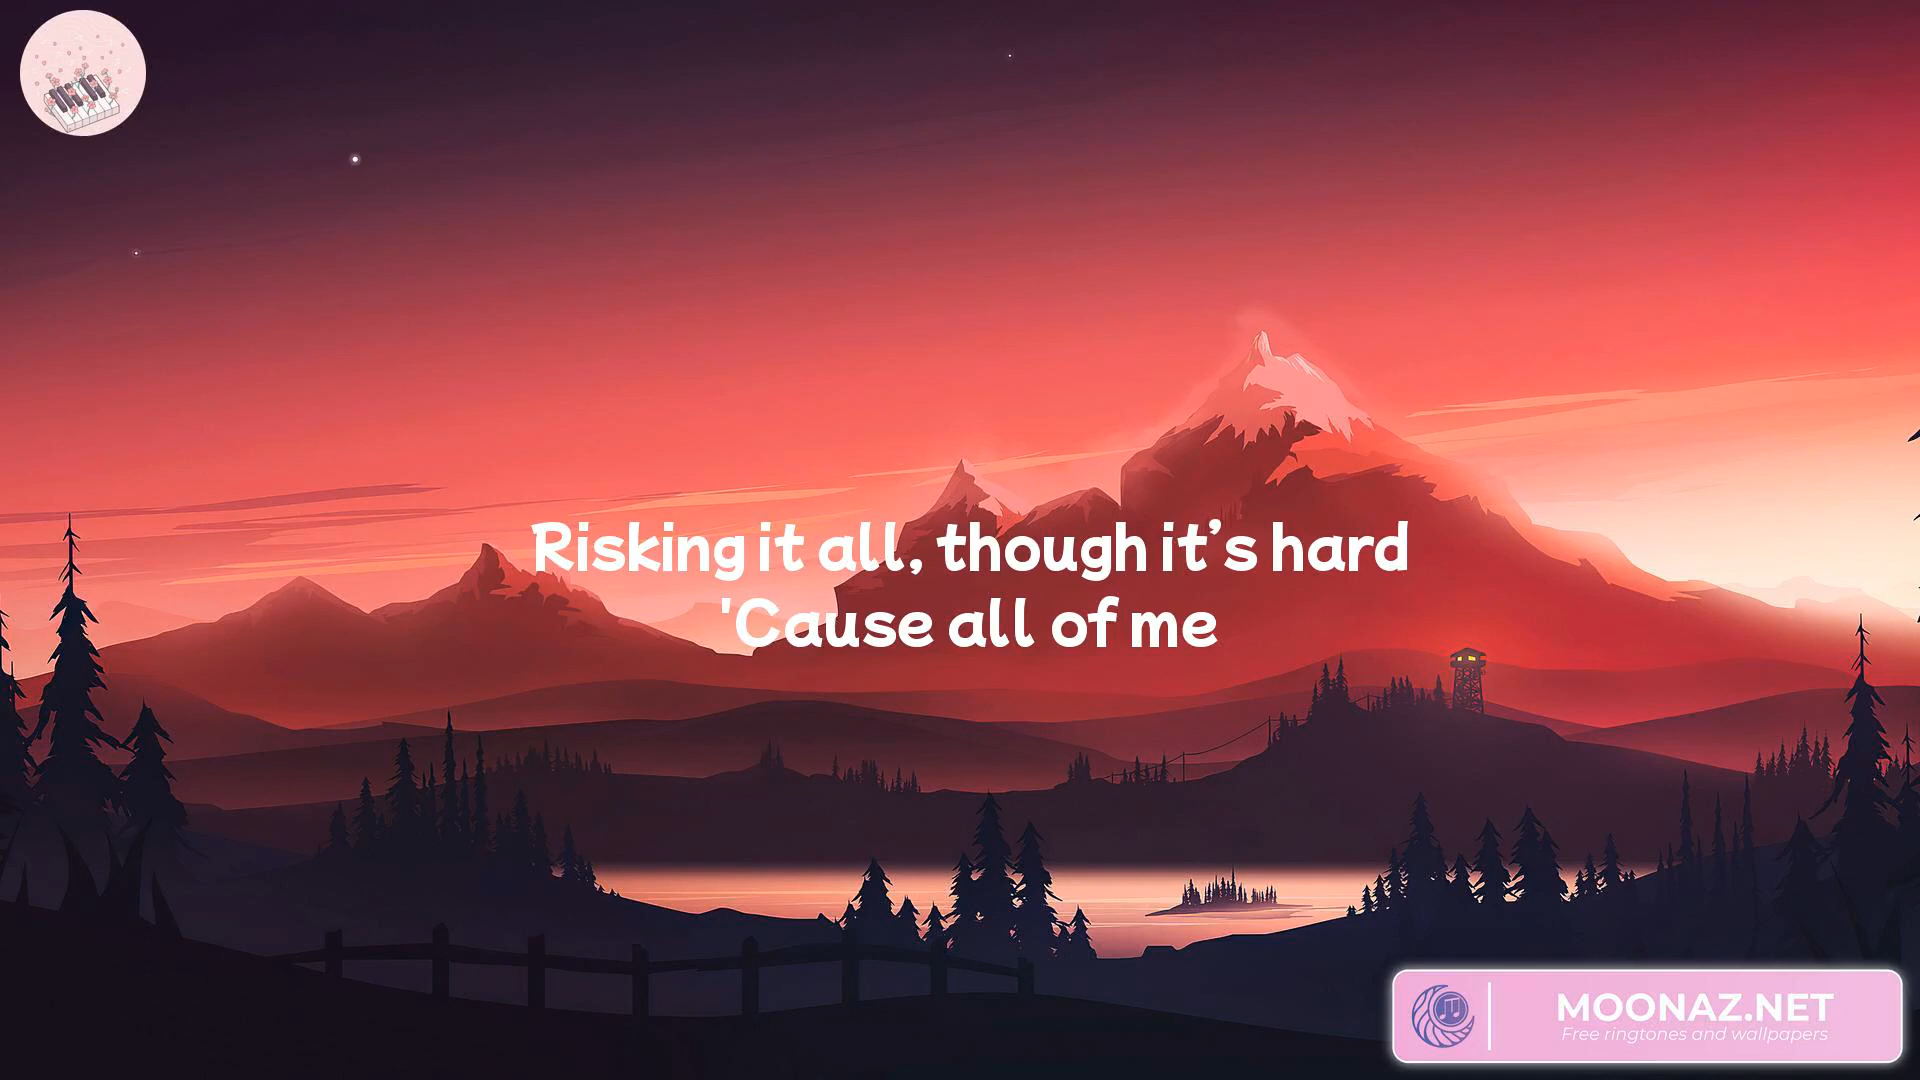 Risking it all, though it’s hard
'Cause all of me
MOONAZ.NET
Free ringtones and wallpapers